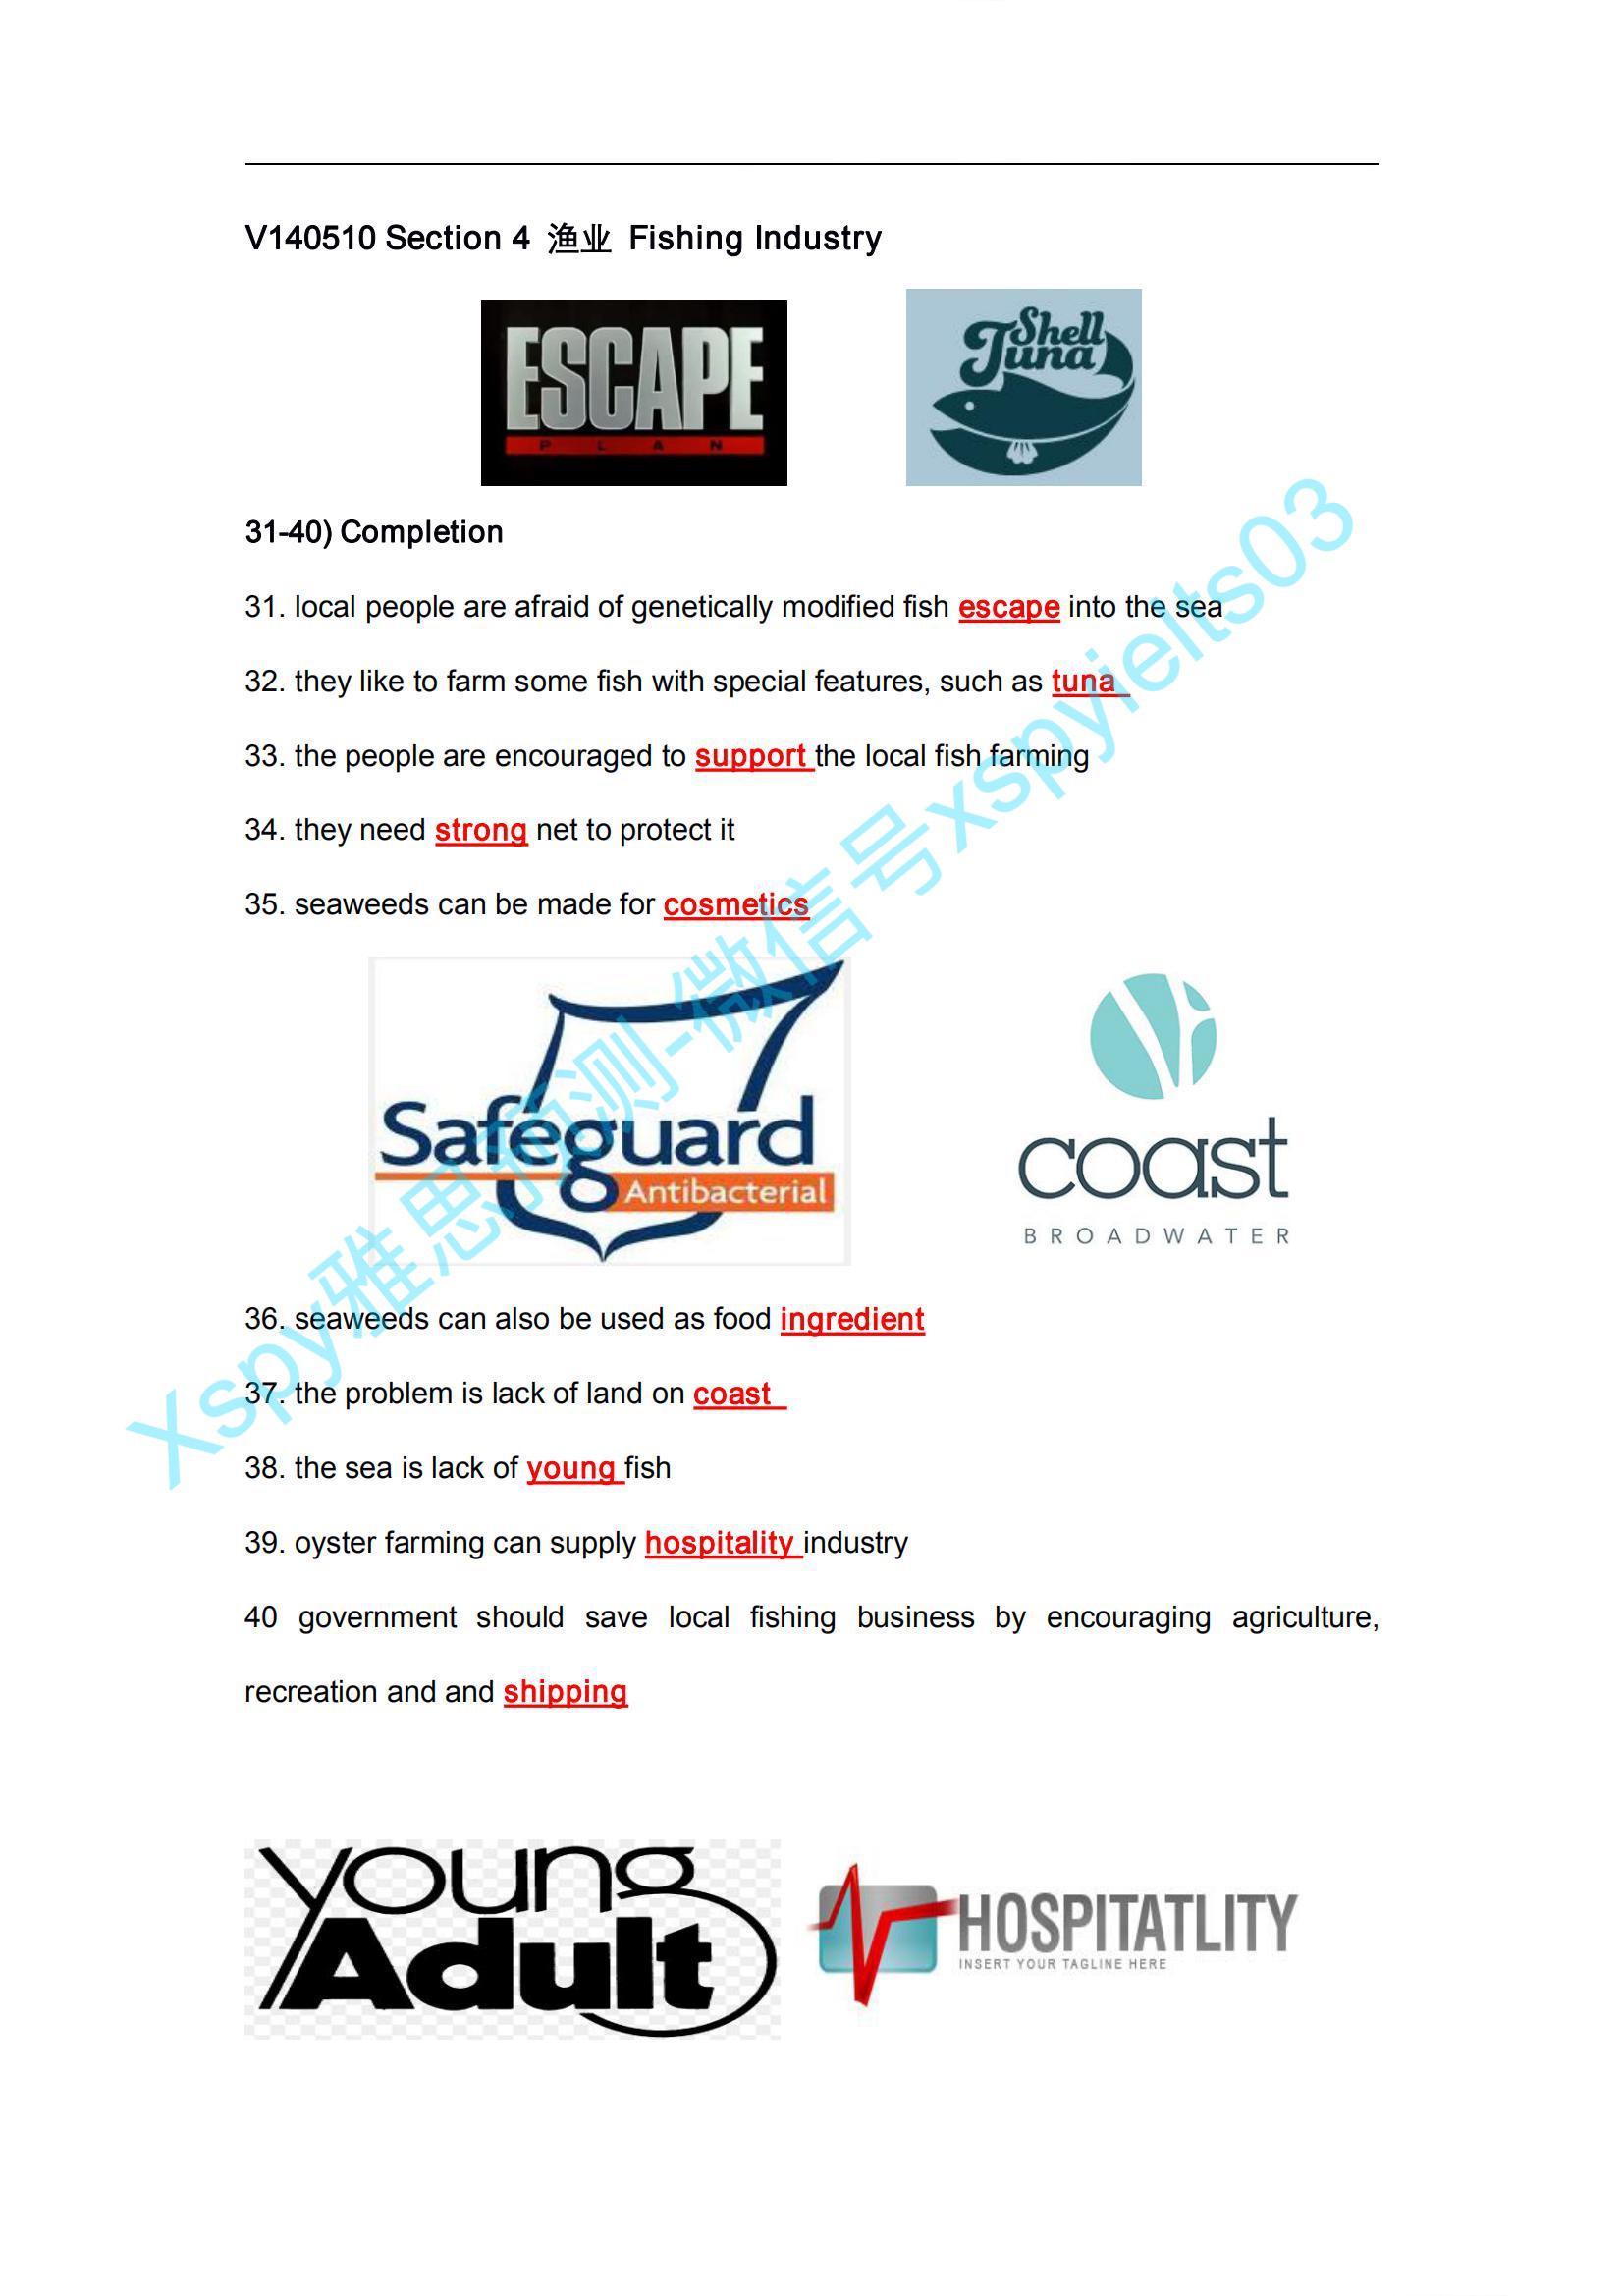 V140510 Section 4 渔业 Fishing Industry
ESCAPE
PLAN
Shell
Tuna
31-40) Completion
31. local people are afraid of genetically modified fish escape into the sea
32. they like to farm some fish with special features, such as tuna
33. the people are encouraged to support the local fish farming
34. they need strong net to protect it
35. seaweeds can be made for cosmetics
Safeguard
Antibacterial
coast
BROADWATER
36. seaweeds can also be used as food ingredient
37. the problem is lack of land on coast
38. the sea is lack of young fish
39. oyster farming can supply hospitality industry
40 government should save local fishing business by encouraging agriculture,
recreation and and shipping
young
Adult
HOSPITATLITY
INSERT YOUR TAGLINE HERE
Xspy雅思预测-微信号xspyielts03